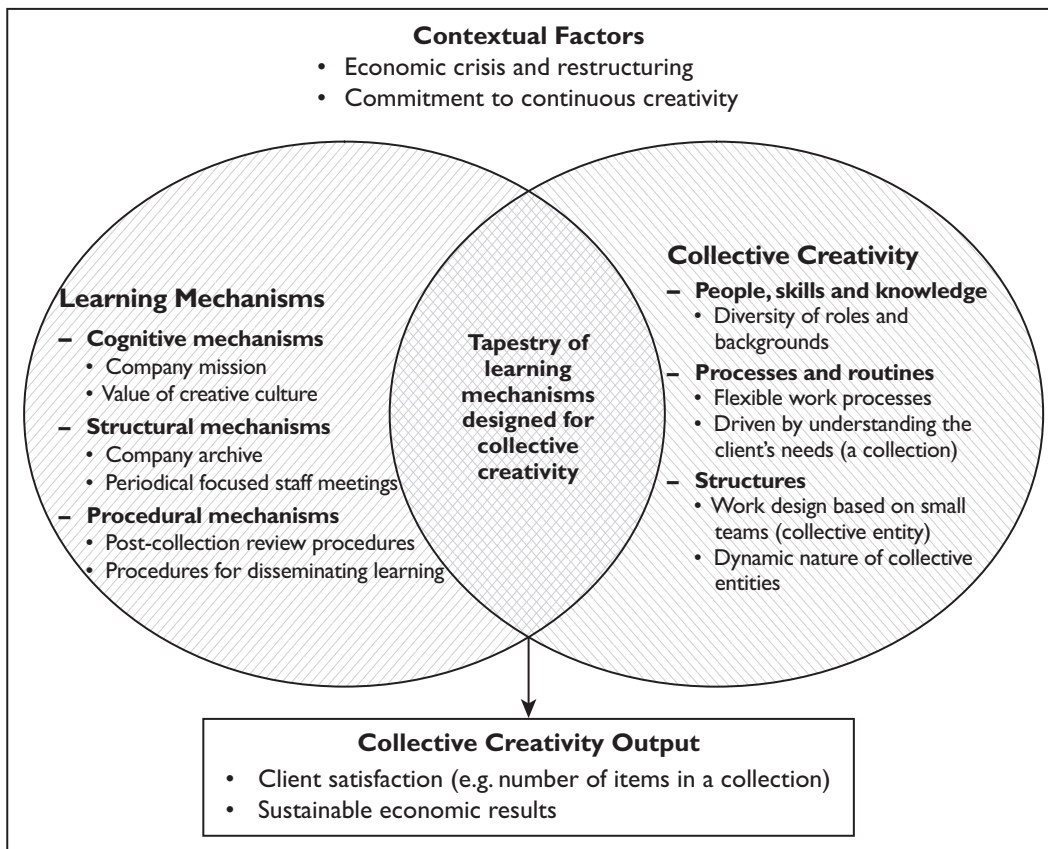 Contextual Factors
• Economic crisis and restructuring
• Commitment to continuous creativity
Learning Mechanisms
– Cognitive mechanisms
• Company mission
• Value of creative culture
– Structural mechanisms
• Company archive
• Periodical focused staff meetings
– Procedural mechanisms
• Post-collection review procedures
• Procedures for disseminating learning
Tapestry of
learning
mechanisms
designed for
collective
creativity
Collective Creativity
– People, skills and knowledge
• Diversity of roles and
backgrounds
– Processes and routines
• Flexible work processes
• Driven by understanding the
client’s needs (a collection)
– Structures
• Work design based on small
teams (collective entity)
• Dynamic nature of collective
entities
Collective Creativity Output
• Client satisfaction (e.g. number of items in a collection)
• Sustainable economic results